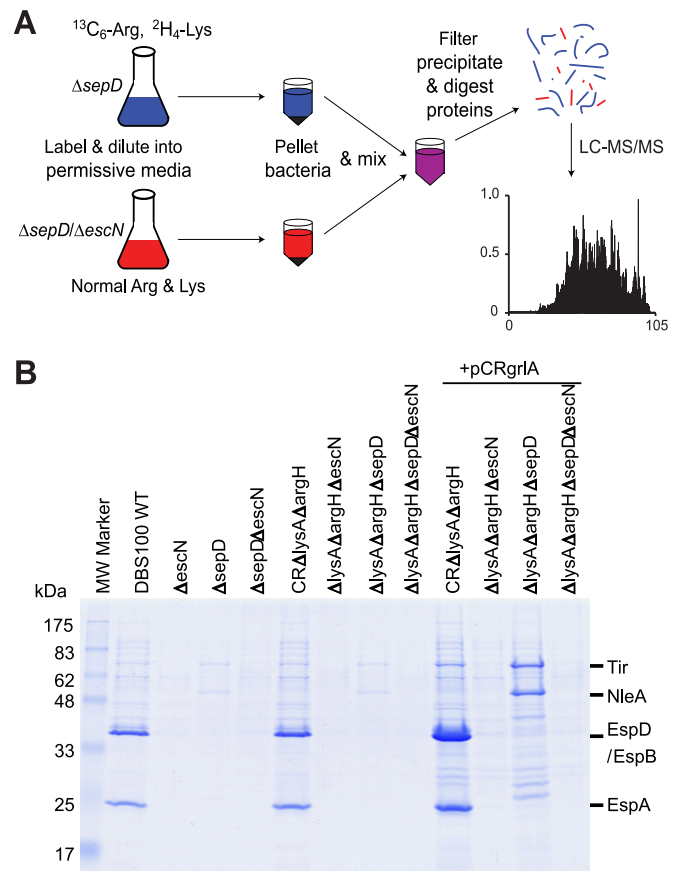 A
¹³C₆-Arg, ²H₄-Lys
ΔsepD
Label & dilute into
permissive media
Pellet
bacteria
& mix
Filter
precipitate
& digest
proteins
LC-MS/MS
ΔsepD/ΔescN
Normal Arg & Lys
1.0
0.5
0
0
105
B
+pCRgrlA
kDa
MW Marker
DBS100 WT
ΔescN
ΔsepD
ΔsepDΔescN
CRΔlysAΔargH
ΔlysAΔargHΔescN
ΔlysAΔargHΔsepD
ΔlysAΔargHΔsepDΔescN
CRΔlysAΔargH
ΔlysAΔargHΔescN
ΔlysAΔargHΔsepD
ΔlysAΔargHΔsepDΔescN
175
83
62
48
33
25
17
Tir
NleA
EspD
/EspB
EspA